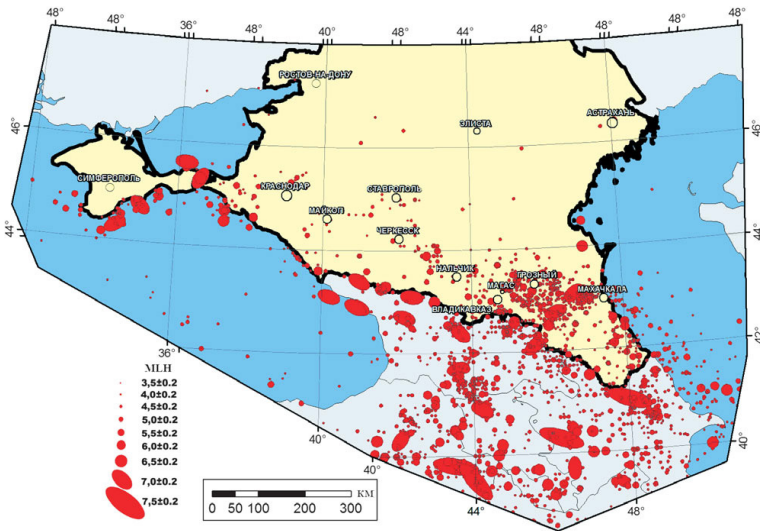 48° 48° 36° 40° 48° 44° 48° 48° 48°
РОСТОВ-НА-ДОНУ
АСТРАХАНЬ
ЭЛИСТА
46° 46°
СИМФЕРОПОЛЬ
КРАСНОДАР
СТАВРОПОЛЬ
МАЙКОП
ЧЕРКЕССК
44° 44°
НАЛЬЧИК
ГРОЗНЫЙ
МАГАС
МАХАЧКАЛА
ВЛАДИКАВКАЗ
36°
42°
MLH
3,5±0.2
4,0±0.2
4,5±0.2
5,0±0.2
5,5±0.2
6,0±0.2
6,5±0.2
7,0±0.2
7,5±0.2
40° 40°
40°
КМ
0 50 100 200 300
44° 48°